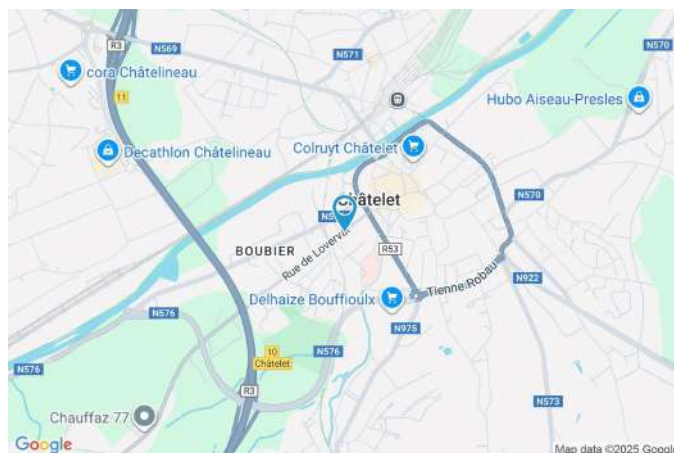 R3
N569
N571
N570
cora Châtelineau
11
Hubo Aiseau-Presles
Decathlon Châtelineau
Colruyt Châtelet
Châtelet
N570
BOUBIER
Rue de Loverval
R53
N922
Tienne Robau
Delhaize Bouffioulx
N576
N975
10
Châtelet
N576
N576
R3
Chauffaz 77
N573
Google
Map data ©2025 Google